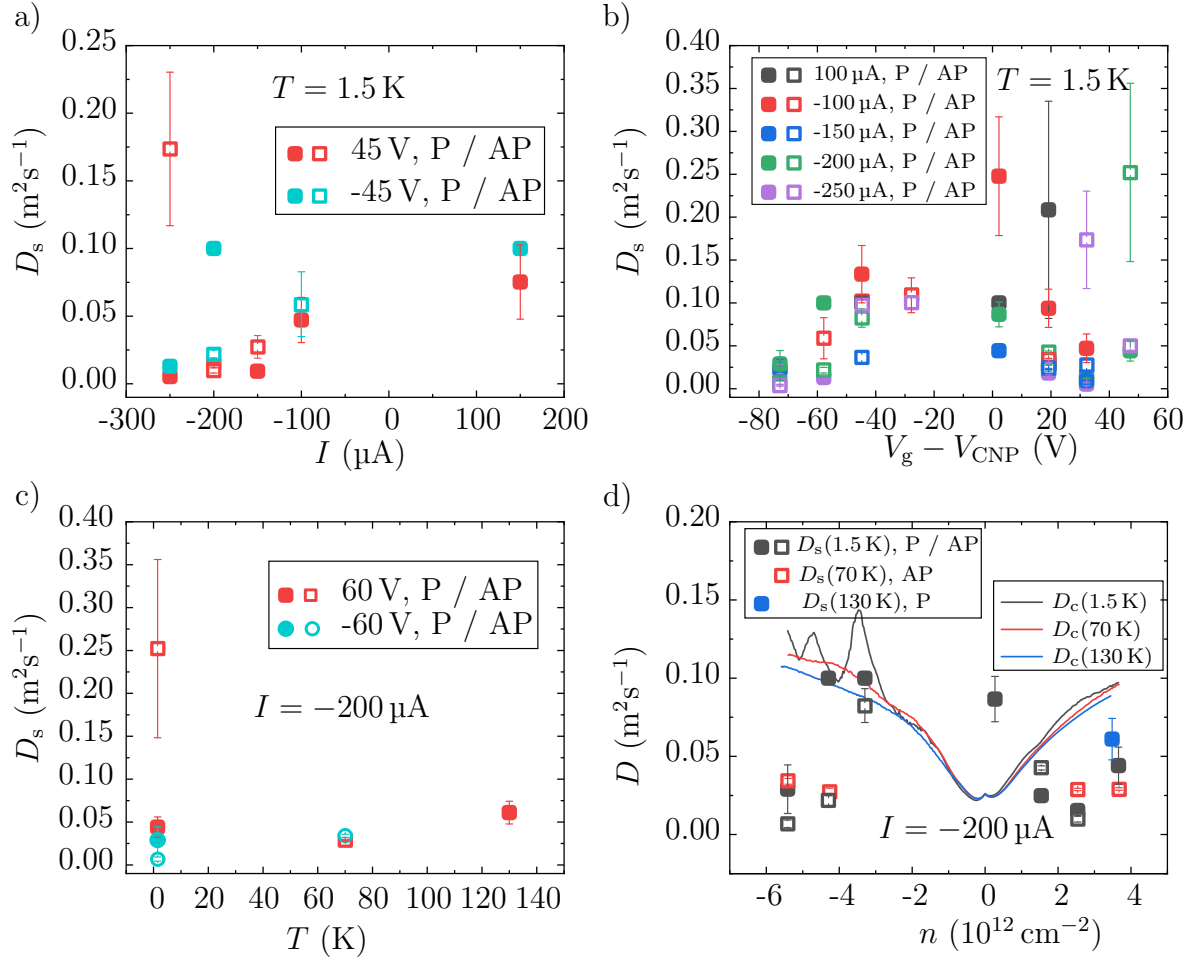 a)
0.25
0.20
0.15
0.10
0.05
0.00
D_s (m²s⁻¹)
T = 1.5 K
45 V, P / AP
-45 V, P / AP
-300 -200 -100 0 100 200
I (µA)
b)
0.40
0.35
0.30
0.25
0.20
0.15
0.10
0.05
0.00
D_s (m²s⁻¹)
100 µA, P / AP
-100 µA, P / AP
-150 µA, P / AP
-200 µA, P / AP
-250 µA, P / AP
T = 1.5 K
-80 -60 -40 -20 0 20 40 60
V_g − V_CNP (V)
c)
0.40
0.35
0.30
0.25
0.20
0.15
0.10
0.05
0.00
D_s (m²s⁻¹)
60 V, P / AP
-60 V, P / AP
I = −200 µA
0 20 40 60 80 100 120 140
T (K)
d)
0.20
0.15
0.10
0.05
0.00
D (m²s⁻¹)
D_s(1.5 K), P / AP
D_s(70 K), AP
D_s(130 K), P
D_c(1.5 K)
D_c(70 K)
D_c(130 K)
I = −200 µA
-6 -4 -2 0 2 4
n (10¹² cm⁻²)